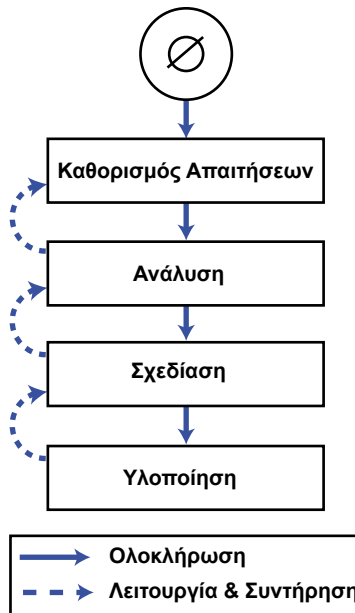 ∅
Καθορισμός Απαιτήσεων
Ανάλυση
Σχεδίαση
Υλοποίηση
Ολοκλήρωση
Λειτουργία & Συντήρηση